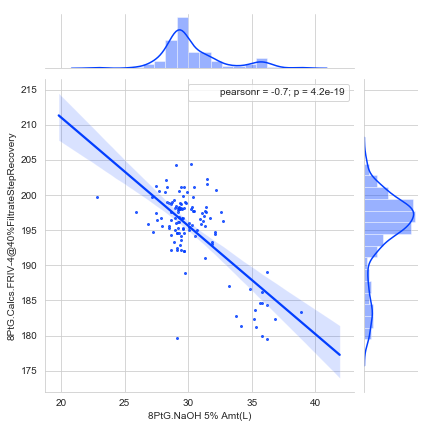 pearsonr = -0.7; p = 4.2e-19
215
210
205
200
195
190
185
180
175
8PtG.Calcs.FRIV-4@40%FiltrateStepRecovery
20 25 30 35 40
8PtG.NaOH 5% Amt(L)